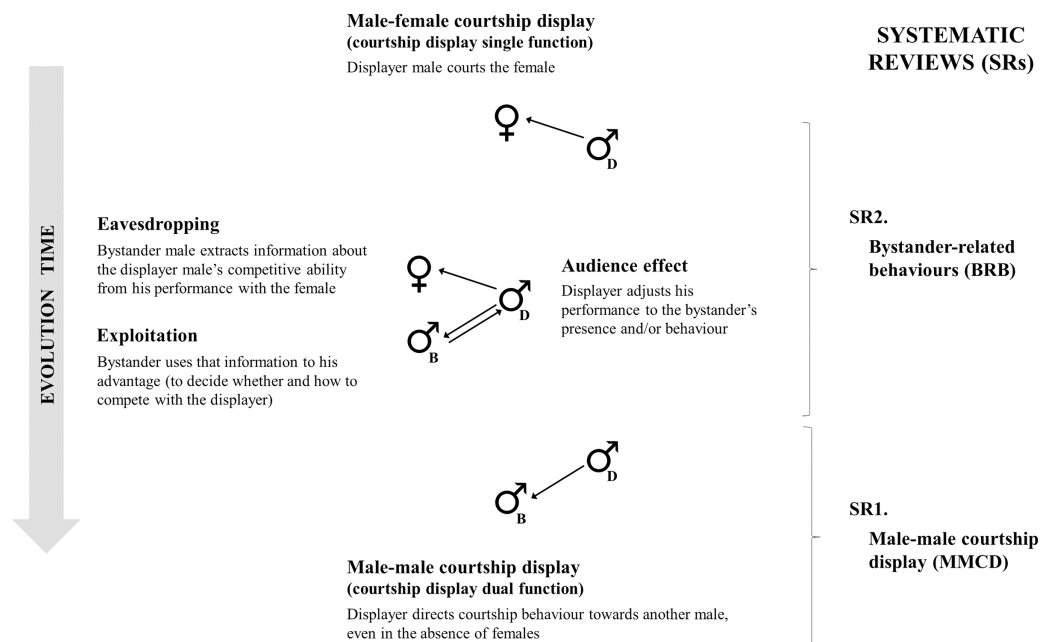 Male-female courtship display
(courtship display single function)
Displayer male courts the female
SYSTEMATIC
REVIEWS (SRs)
D
EVOLUTION TIME
Eavesdropping
Bystander male extracts information about
the displayer male's competitive ability
from his performance with the female
Exploitation
Bystander uses that information to his
advantage (to decide whether and how to
compete with the displayer)
D
B
Audience effect
Displayer adjusts his
performance to the bystander's
presence and/or behaviour
SR2.
Bystander-related
behaviours (BRB)
D
B
SR1.
Male-male courtship
display (MMCD)
Male-male courtship display
(courtship display dual function)
Displayer directs courtship behaviour towards another male,
even in the absence of females